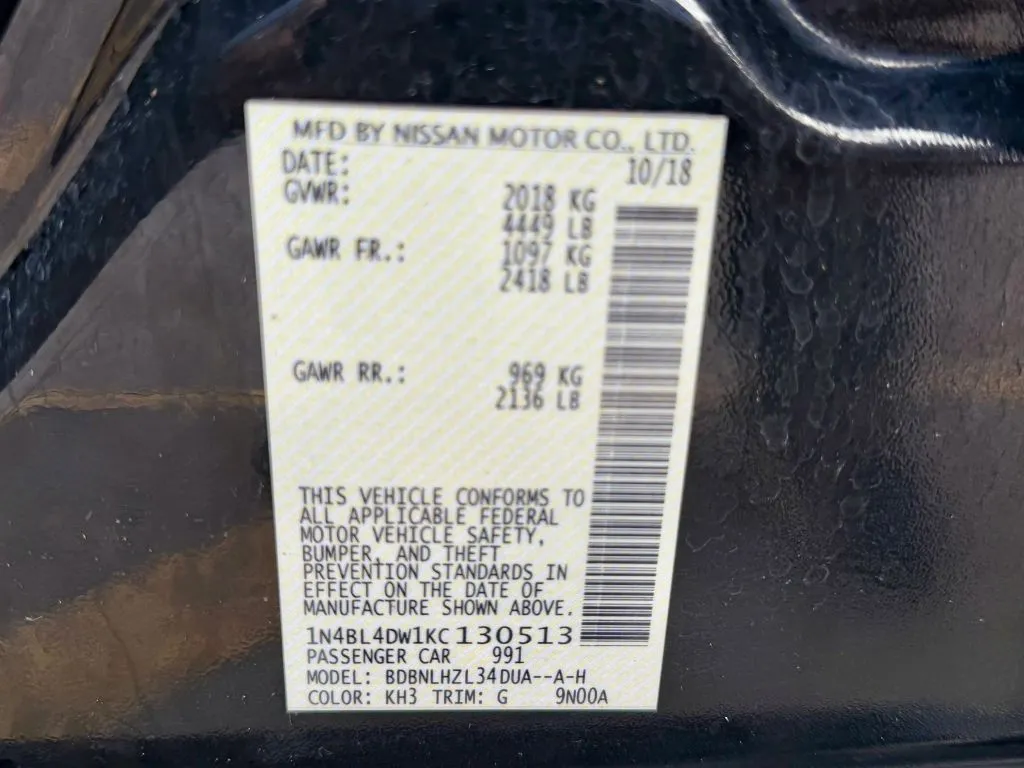 MFD BY NISSAN MOTOR CO., LTD.
DATE: 10/18
GVWR: 2018 KG
4449 LB
GAWR FR.: 1097 KG
2418 LB
GAWR RR.: 969 KG
2136 LB
THIS VEHICLE CONFORMS TO
ALL APPLICABLE FEDERAL
MOTOR VEHICLE SAFETY,
BUMPER, AND THEFT
PREVENTION STANDARDS IN
EFFECT ON THE DATE OF
MANUFACTURE SHOWN ABOVE.
1N4BL4DW1KC130513
PASSENGER CAR 991
MODEL: BDBNLHZL34DUA--A-H
COLOR: KH3 TRIM: G 9N00A